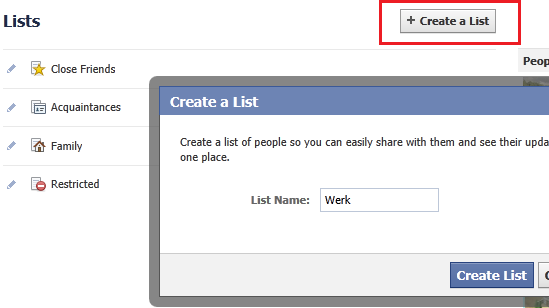 Lists
+ Create a List
Peop
Close Friends
Acquaintances
Family
Restricted
Create a List
Create a list of people so you can easily share with them and see their upda
one place.
List Name: Werk
Create List